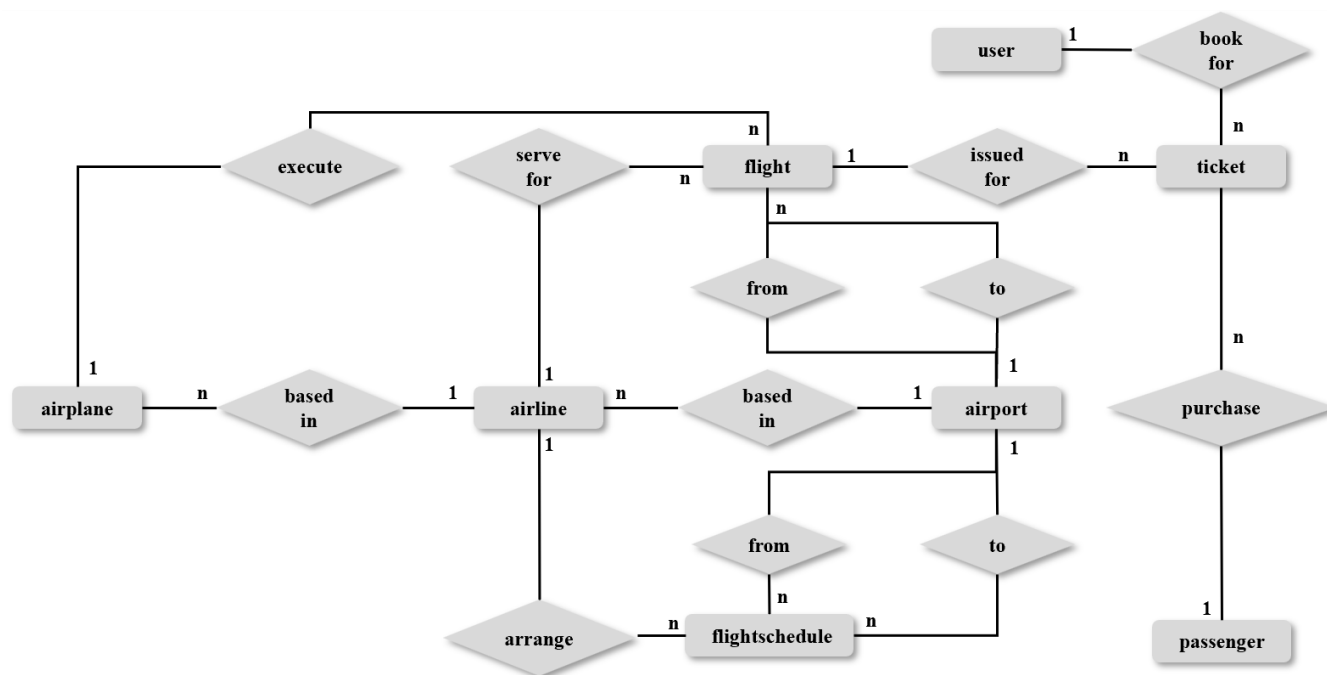 book
for
1
user
n
n
execute
serve
for
n
flight
1
issued
for
n
ticket
n
from
to
n
1
1
1
airplane
n
based
in
1
airline
n
based
in
1
airport
purchase
1
1
from
to
n
1
arrange
n
flightschedule
n
passenger